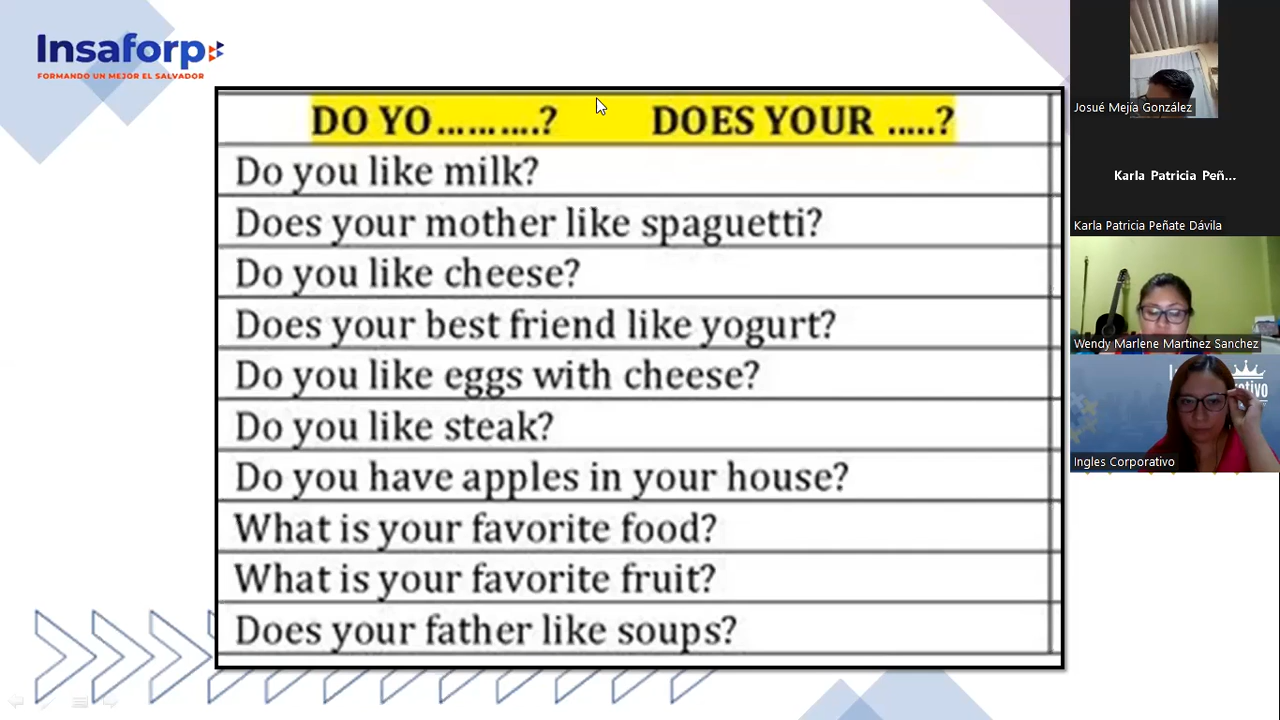 Insaforp
FORMANDO UN MEJOR EL SALVADOR
DO YO..........? DOES YOUR .....?
Do you like milk?
Does your mother like spaguetti?
Do you like cheese?
Does your best friend like yogurt?
Do you like eggs with cheese?
Do you like steak?
Do you have apples in your house?
What is your favorite food?
What is your favorite fruit?
Does your father like soups?
Josué Mejía González
Karla Patricia Peñ...
Karla Patricia Peñate Dávila
Wendy Marlene Martinez Sanchez
Ingles Corporativo